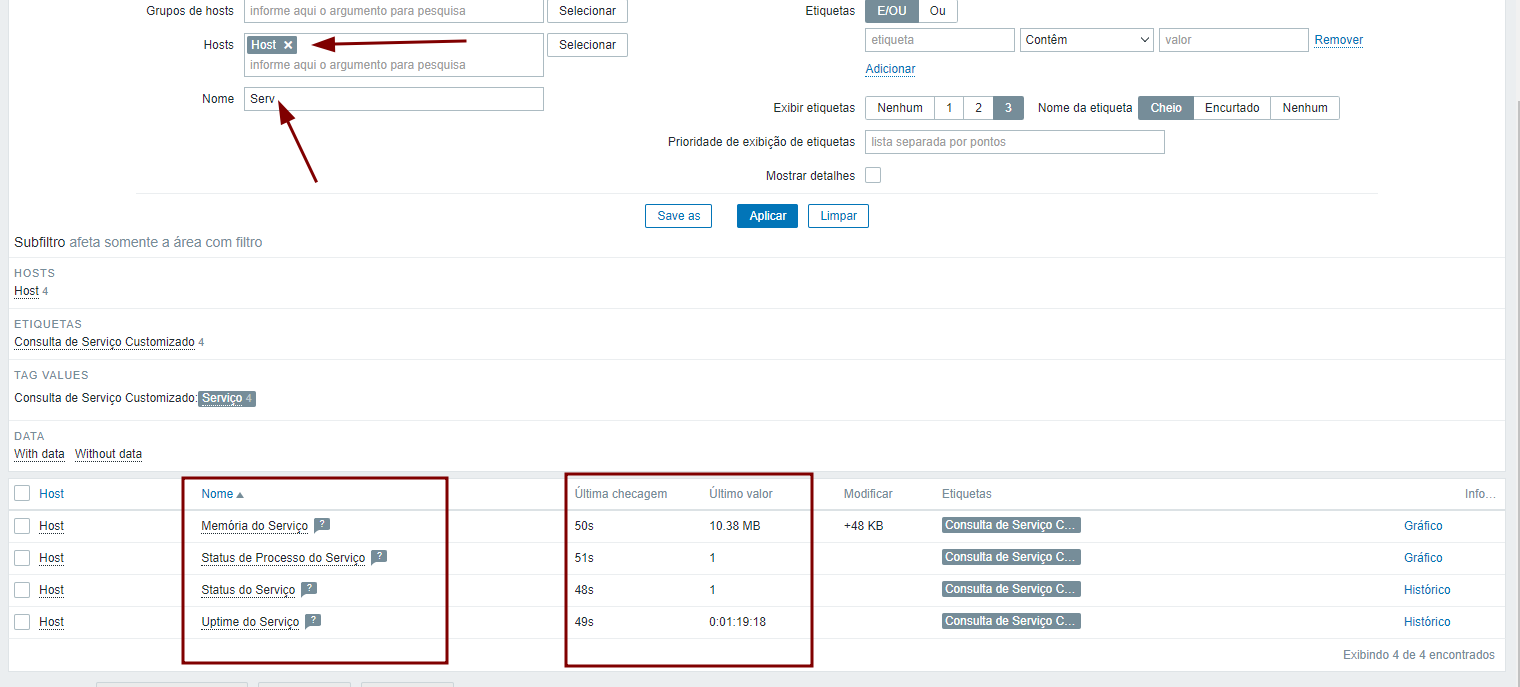 Grupos de hosts informe aqui o argumento para pesquisa Selecionar Etiquetas E/OU Ou
Hosts Host × Selecionar etiqueta Contêm valor Remover
informe aqui o argumento para pesquisa
Adicionar
Nome Serv
Exibir etiquetas Nenhum 1 2 3 Nome da etiqueta Cheio Encurtado Nenhum
Prioridade de exibição de etiquetas lista separada por pontos
Mostrar detalhes
Save as Aplicar Limpar
Subfiltro afeta somente a área com filtro
HOSTS
Host 4
ETIQUETAS
Consulta de Serviço Customizado 4
TAG VALUES
Consulta de Serviço Customizado: Serviço 4
DATA
With data Without data
Host Nome Última checagem Último valor Modificar Etiquetas Info...
Host Memória do Serviço ? 50s 10.38 MB +48 KB Consulta de Serviço C... Gráfico
Host Status de Processo do Serviço ? 51s 1 Consulta de Serviço C... Gráfico
Host Status do Serviço ? 48s 1 Consulta de Serviço C... Histórico
Host Uptime do Serviço ? 49s 0:01:19:18 Consulta de Serviço C... Histórico
Exibindo 4 de 4 encontrados